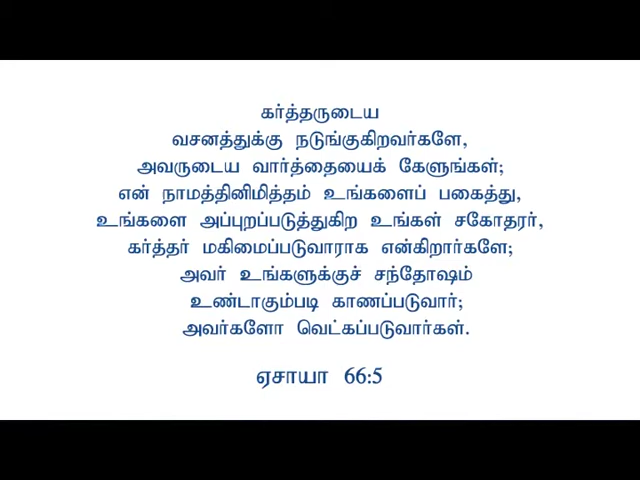 கர்த்தருடைய
வசனத்துக்கு நடுங்குகிறவர்களே,
அவருடைய வார்த்தையைக் கேளுங்கள்;
என் நாமத்தினிமித்தம் உங்களைப் பகைத்து,
உங்களை அப்புறப்படுத்துகிற உங்கள் சகோதரர்,
கர்த்தர் மகிமைப்படுவாராக என்கிறார்களே;
அவர் உங்களுக்குச் சந்தோஷம்
உண்டாகும்படி காணப்படுவார்;
அவர்களோ வெட்கப்படுவார்கள்.
ஏசாயா 66:5